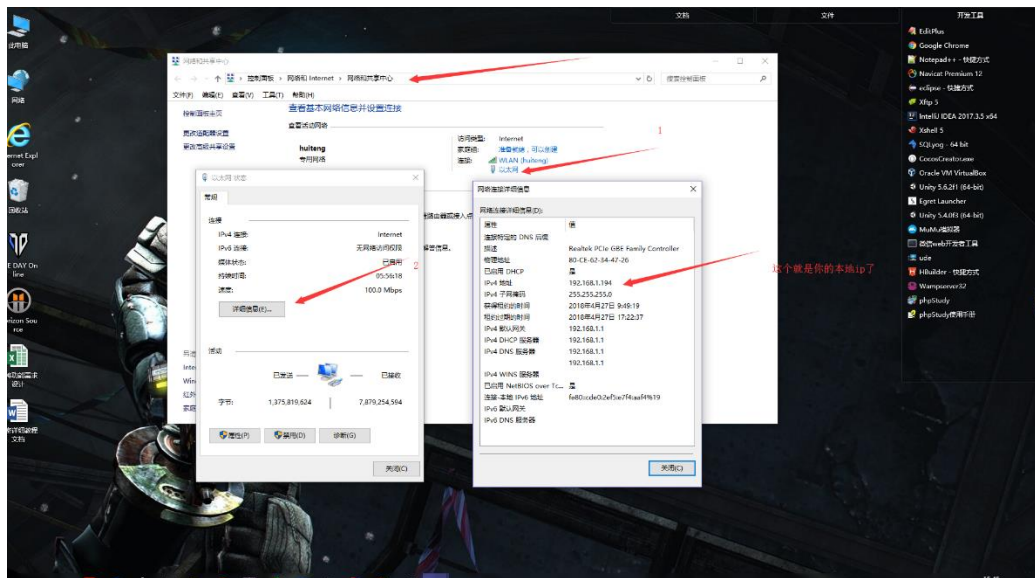 文档
文件
开发工具
此电脑
网络
回收站
EditPlus
Google Chrome
Notepad++ - 快捷方式
Navicat Premium 12
eclipse - 快捷方式
Xftp 5
IntelliJ IDEA 2017.3.5 x64
Xshell 5
SQLyog - 64 bit
CocosCreator.exe
Oracle VM VirtualBox
Unity 5.6.2f1 (64-bit)
Egret Launcher
Unity 5.4.0f3 (64-bit)
MuMu模拟器
微信web开发者工具
ude
HBuilder - 快捷方式
Wampserver32
phpStudy
phpStudy使用手册
网络和共享中心
控制面板 › 网络和 Internet › 网络和共享中心
搜索控制面板
文件(F) 编辑(E) 查看(V) 工具(T) 帮助(H)
控制面板主页
更改适配器设置
更改高级共享设置
查看基本网络信息并设置连接
查看活动网络
huiteng
专用网络
访问类型: Internet
家庭组: 准备就绪，可以创建
连接: WLAN (huiteng)
以太网
1
以太网 状态
常规
连接
IPv4 连接: Internet
IPv6 连接: 无网络访问权限
媒体状态: 已启用
持续时间: 05:56:18
速度: 100.0 Mbps
详细信息(E)...
2
活动
已发送 — — 已接收
字节: 1,375,819,624 7,879,254,594
属性(P) 禁用(D) 诊断(G)
关闭(C)
网络连接详细信息
网络连接详细信息(D):
属性 值
连接特定的 DNS 后缀
描述 Realtek PCIe GBE Family Controller
物理地址 80-CE-62-34-47-26
已启用 DHCP 是
IPv4 地址 192.168.1.194
IPv4 子网掩码 255.255.255.0
获得租约的时间 2018年4月27日 9:49:19
租约过期的时间 2018年4月27日 17:22:37
IPv4 默认网关 192.168.1.1
IPv4 DHCP 服务器 192.168.1.1
IPv4 DNS 服务器 192.168.1.1
192.168.1.1
IPv4 WINS 服务器
已启用 NetBIOS over Tc... 是
连接-本地 IPv6 地址
IPv6 默认网关
IPv6 DNS 服务器
关闭(C)
这个就是你的本地ip了